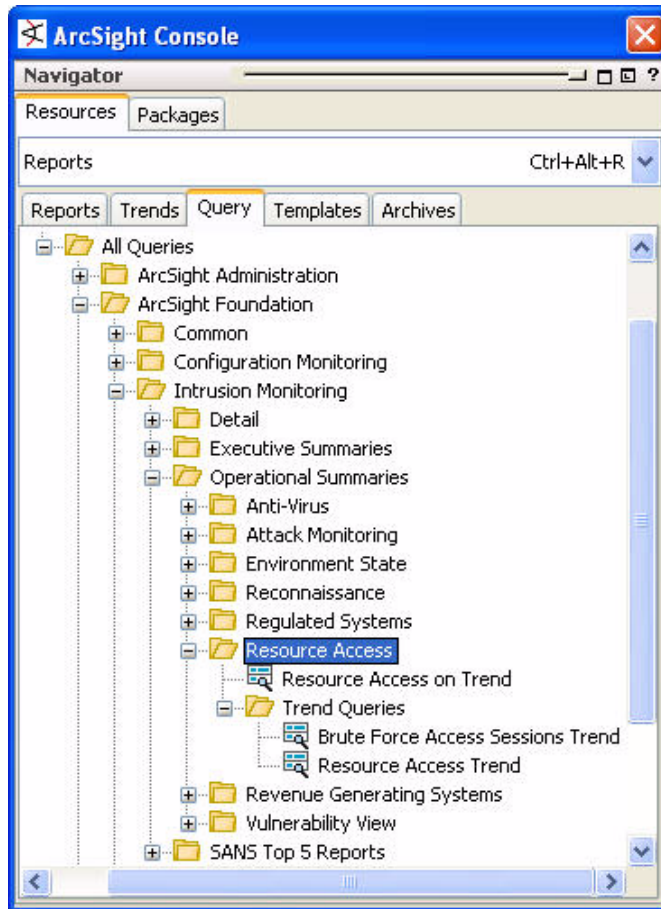 ArcSight Console
Navigator ?
Resources Packages
Reports Ctrl+Alt+R
Reports Trends Query Templates Archives
All Queries
ArcSight Administration
ArcSight Foundation
Common
Configuration Monitoring
Intrusion Monitoring
Detail
Executive Summaries
Operational Summaries
Anti-Virus
Attack Monitoring
Environment State
Reconnaissance
Regulated Systems
Resource Access
Resource Access on Trend
Trend Queries
Brute Force Access Sessions Trend
Resource Access Trend
Revenue Generating Systems
Vulnerability View
SANS Top 5 Reports